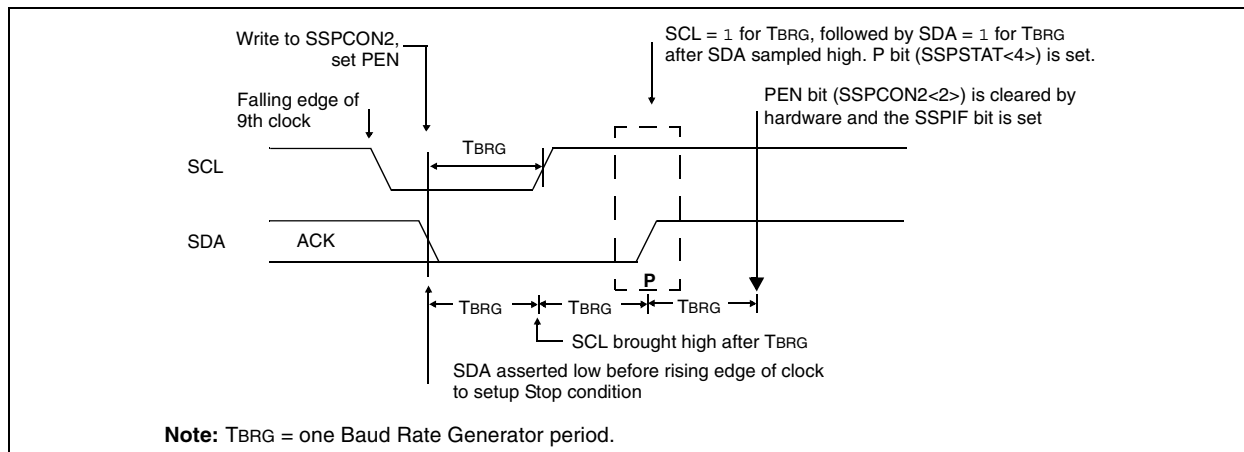 Write to SSPCON2,
set PEN
SCL = 1 for TBRG, followed by SDA = 1 for TBRG
after SDA sampled high. P bit (SSPSTAT<4>) is set.
Falling edge of
9th clock
PEN bit (SSPCON2<2>) is cleared by
hardware and the SSPIF bit is set
TBRG
SCL
SDA
ACK
P
TBRG
TBRG
TBRG
SCL brought high after TBRG
SDA asserted low before rising edge of clock
to setup Stop condition
Note: TBRG = one Baud Rate Generator period.